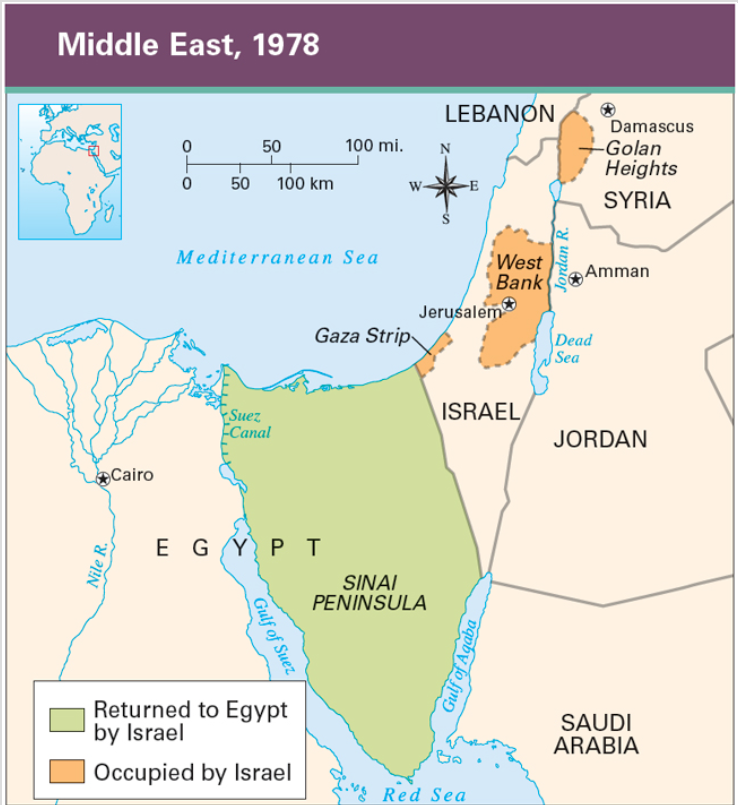 Middle East, 1978
LEBANON
Damascus
0 50 100 mi.
0 50 100 km
N
W E
S
Golan
Heights
SYRIA
Mediterranean Sea
West
Bank
Jordan R.
Amman
Jerusalem
Gaza Strip
Dead
Sea
Suez
Canal
ISRAEL
JORDAN
Cairo
EGYPT
Nile R.
SINAI
PENINSULA
Gulf of Suez
Gulf of Aqaba
Returned to Egypt
by Israel
Occupied by Israel
SAUDI
ARABIA
Red Sea